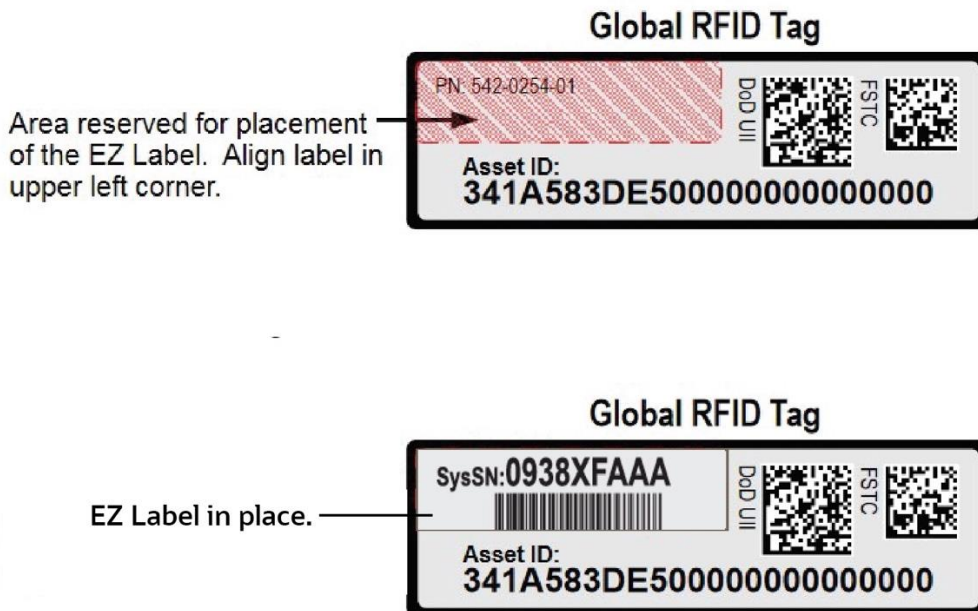 Global RFID Tag
Area reserved for placement
of the EZ Label. Align label in
upper left corner.
PN: 542-0254-01
DoD UII
FSTC
Asset ID:
341A583DE500000000000000
Global RFID Tag
EZ Label in place.
SysSN:0938XFAAA
DoD UII
FSTC
Asset ID:
341A583DE500000000000000